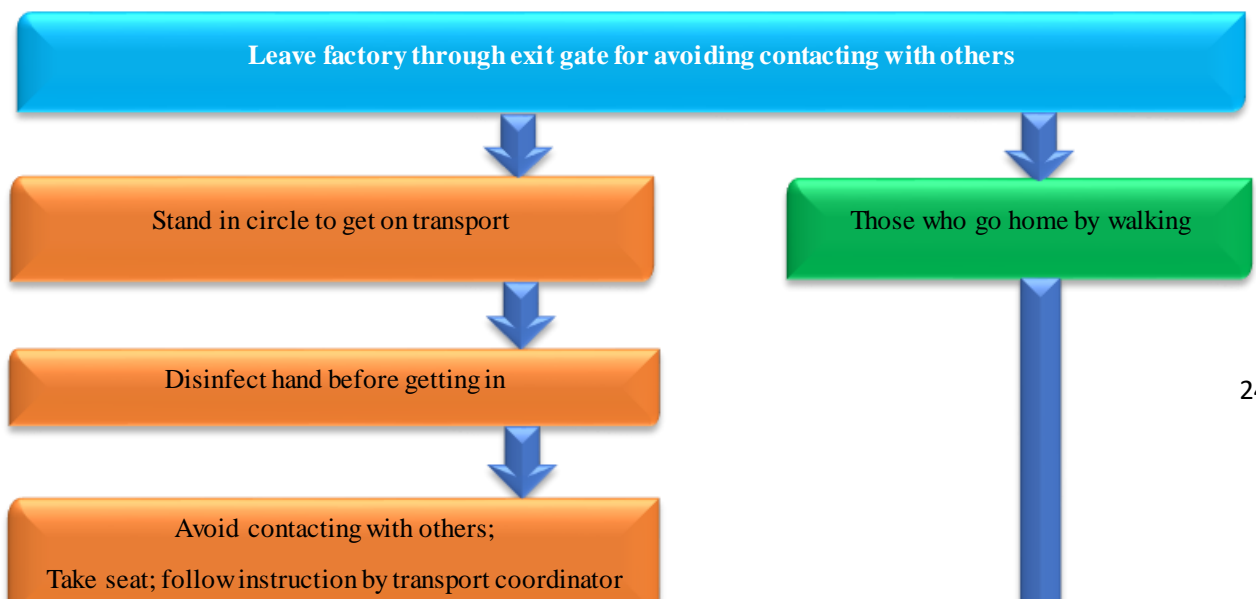 Leave factory through exit gate for avoiding contacting with others
Stand in circle to get on transport
Those who go home by walking
Disinfect hand before getting in
24
Avoid contacting with others;
Take seat; follow instruction by transport coordinator